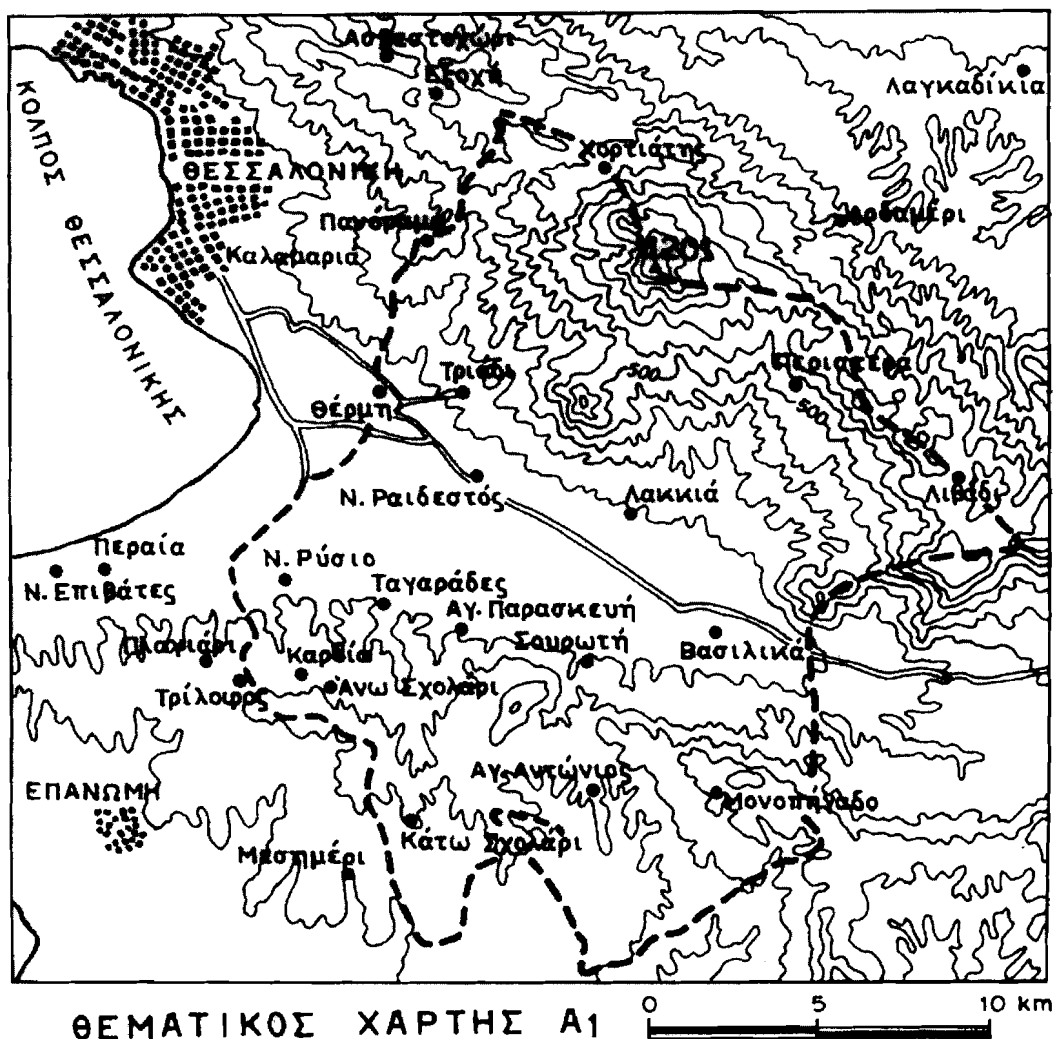 Ασβεστοχώρι
Εξοχή
Λαγκαδίκια
ΚΟΛΠΟΣ ΘΕΣΣΑΛΟΝΙΚΗΣ
Χορτιάτης
ΘΕΣΣΑΛΟΝΙΚΗ
Πανόραμα
Αρδαμέρι
Καλαμαριά
1201
Περιστερά
Τριάδι
500
Θέρμη
500
Ν. Ραιδεστός
Λακκιά
Λιβάδι
Περαία
Ν. Ρύσιο
Ν. Επιβάτες
Ταγαράδες
Αγ. Παρασκευή
Σουρωτή
Πλαγιάρι
Καρδία
Βασιλικά
Τρίλοφος
Άνω Σχολάρι
Αγ. Αντώνιος
ΕΠΑΝΩΜΗ
Μονοπήγαδο
Κάτω Σχολάρι
Μεσημέρι
0 5 10 km
ΘΕΜΑΤΙΚΟΣ ΧΑΡΤΗΣ Α1